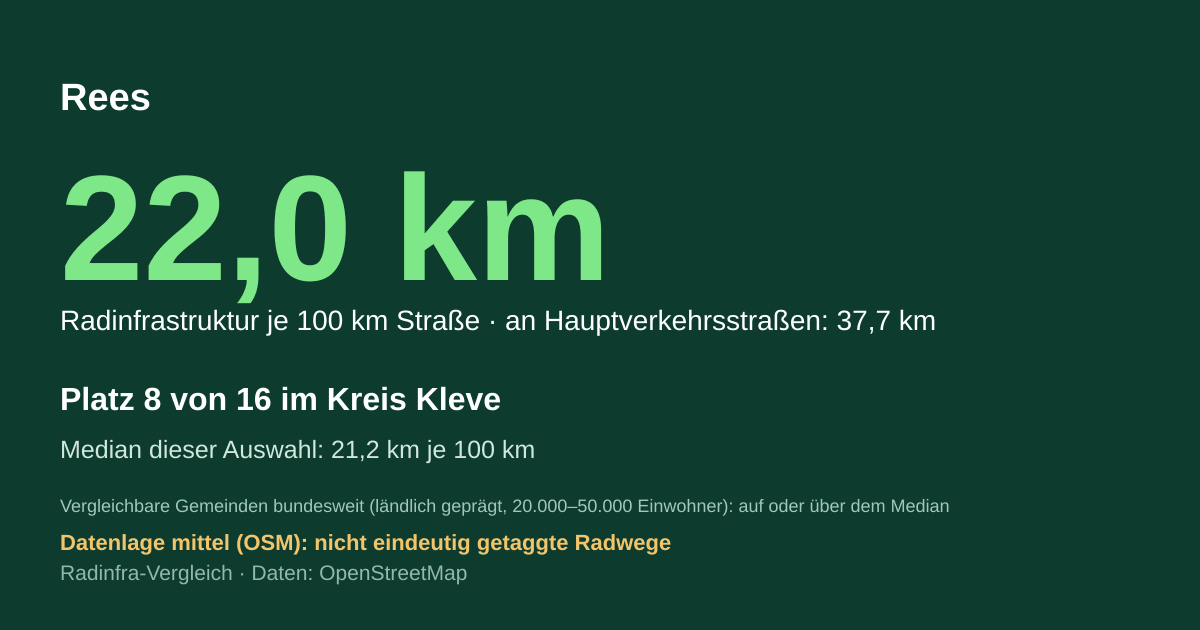 Rees
22,0 km
Radinfrastruktur je 100 km Straße · an Hauptverkehrsstraßen: 37,7 km
Platz 8 von 16 im Kreis Kleve
Median dieser Auswahl: 21,2 km je 100 km
Vergleichbare Gemeinden bundesweit (ländlich geprägt, 20.000–50.000 Einwohner): auf oder über dem Median
Datenlage mittel (OSM): nicht eindeutig getaggte Radwege
Radinfra-Vergleich · Daten: OpenStreetMap